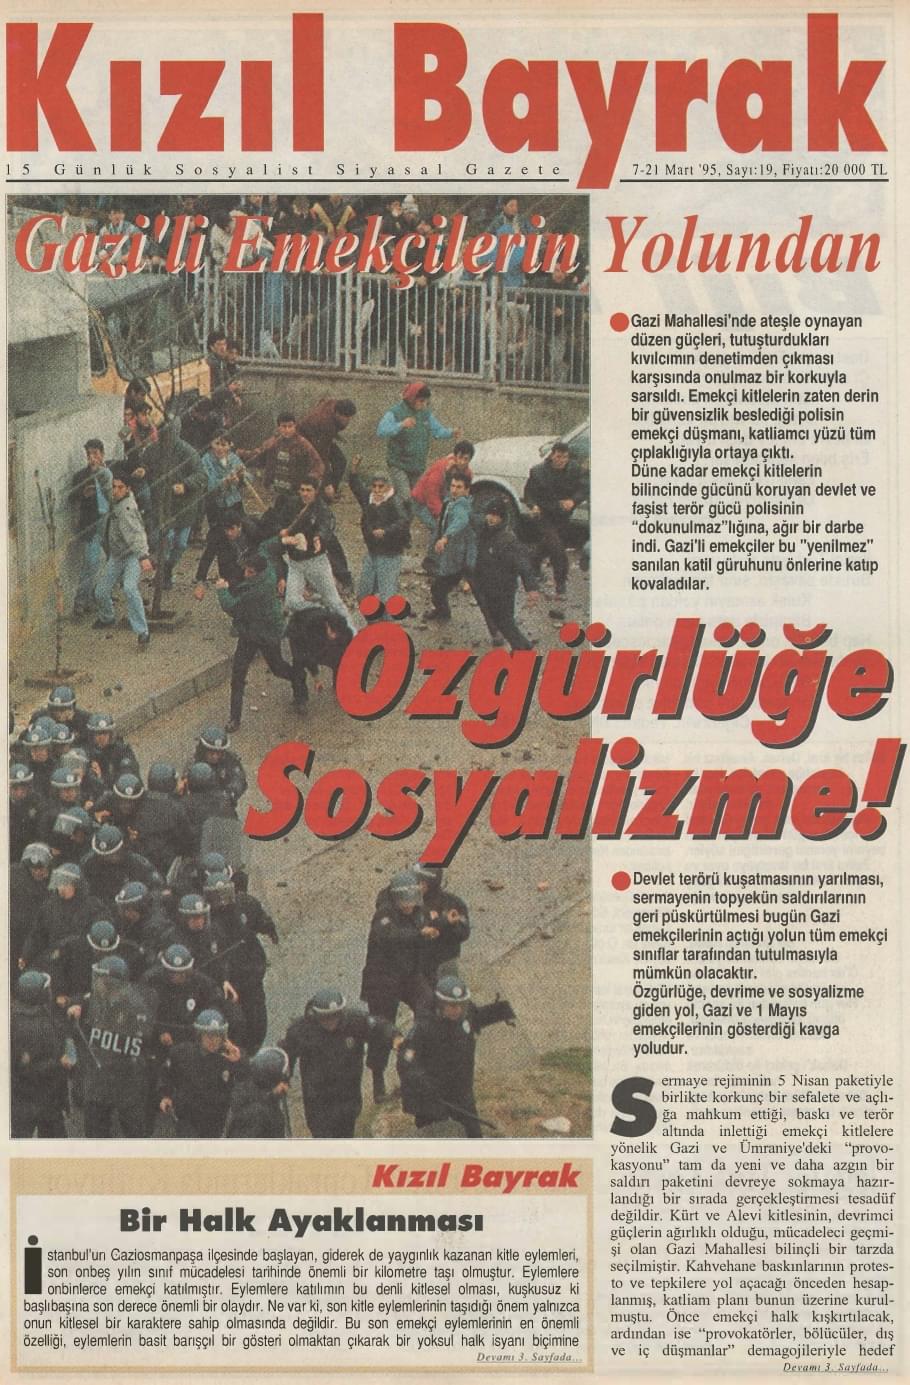 Kızıl Bayrak
15 Günlük Sosyalist Siyasal Gazete
7-21 Mart '95, Sayı:19, Fiyatı:20 000 TL
Gazi'li Emekçilerin Yolundan
Gazi Mahallesi'nde ateşle oynayan
düzen güçleri, tutuşturdukları
kıvılcımın denetimden çıkması
karşısında onulmaz bir korkuyla
sarsıldı. Emekçi kitlelerin zaten derin
bir güvensizlik beslediği polisin
emekçi düşmanı, katliamcı yüzü tüm
çıplaklığıyla ortaya çıktı.
Düne kadar emekçi kitlelerin
bilincinde gücünü koruyan devlet ve
faşist terör gücü polisinin
“dokunulmaz”lığına, ağır bir darbe
indi. Gazi'li emekçiler bu "yenilmez"
sanılan katil güruhunu önlerine katıp
kovaladılar.
Özgürlüğe
Sosyalizme!
Devlet terörü kuşatmasının yarılması,
sermayenin topyekün saldırılarının
geri püskürtülmesi bugün Gazi
emekçilerinin açtığı yolun tüm emekçi
sınıflar tarafından tutulmasıyla
mümkün olacaktır.
Özgürlüğe, devrime ve sosyalizme
giden yol, Gazi ve 1 Mayıs
emekçilerinin gösterdiği kavga
yoludur.
POLIS
Sermaye rejiminin 5 Nisan paketiyle
birlikte korkunç bir sefalete ve açlı-
ğa mahkum ettiği, baskı ve terör
altında inlettiği emekçi kitlelere
yönelik Gazi ve Ümraniye'deki “provo-
kasyonu” tam da yeni ve daha azgın bir
saldırı paketini devreye sokmaya hazır-
landığı bir sırada gerçekleştirmesi tesadüf
değildir. Kürt ve Alevi kitlesinin, devrimci
güçlerin ağırlıklı olduğu, mücadeleci geçmi-
şi olan Gazi Mahallesi bilinçli bir tarzda
seçilmiştir. Kahvehane baskınlarının protes-
to ve tepkilere yol açacağı önceden hesap-
lanmış, katliam planı bunun üzerine kurul-
muştu. Önce emekçi halk kışkırtılacak,
ardından ise “provokatörler, bölücüler, dış
ve iç düşmanlar” demagojileriyle hedef
Devamı 3. Sayfada...
Kızıl Bayrak
Bir Halk Ayaklanması
İstanbul'un Gaziosmanpaşa ilçesinde başlayan, giderek de yaygınlık kazanan kitle eylemleri,
son onbeş yılın sınıf mücadelesi tarihinde önemli bir kilometre taşı olmuştur. Eylemlere
onbinlerce emekçi katılmıştır. Eylemlere katılımın bu denli kitlesel olması, kuşkusuz ki
başlıbaşına son derece önemli bir olaydır. Ne var ki, son kitle eylemlerinin taşıdığı önem yalnızca
onun kitlesel bir karaktere sahip olmasında değildir. Bu son emekçi eylemlerinin en önemli
özelliği, eylemlerin basit barışçıl bir gösteri olmaktan çıkarak bir yoksul halk isyanı biçimine
Devamı 3. Sayfada...